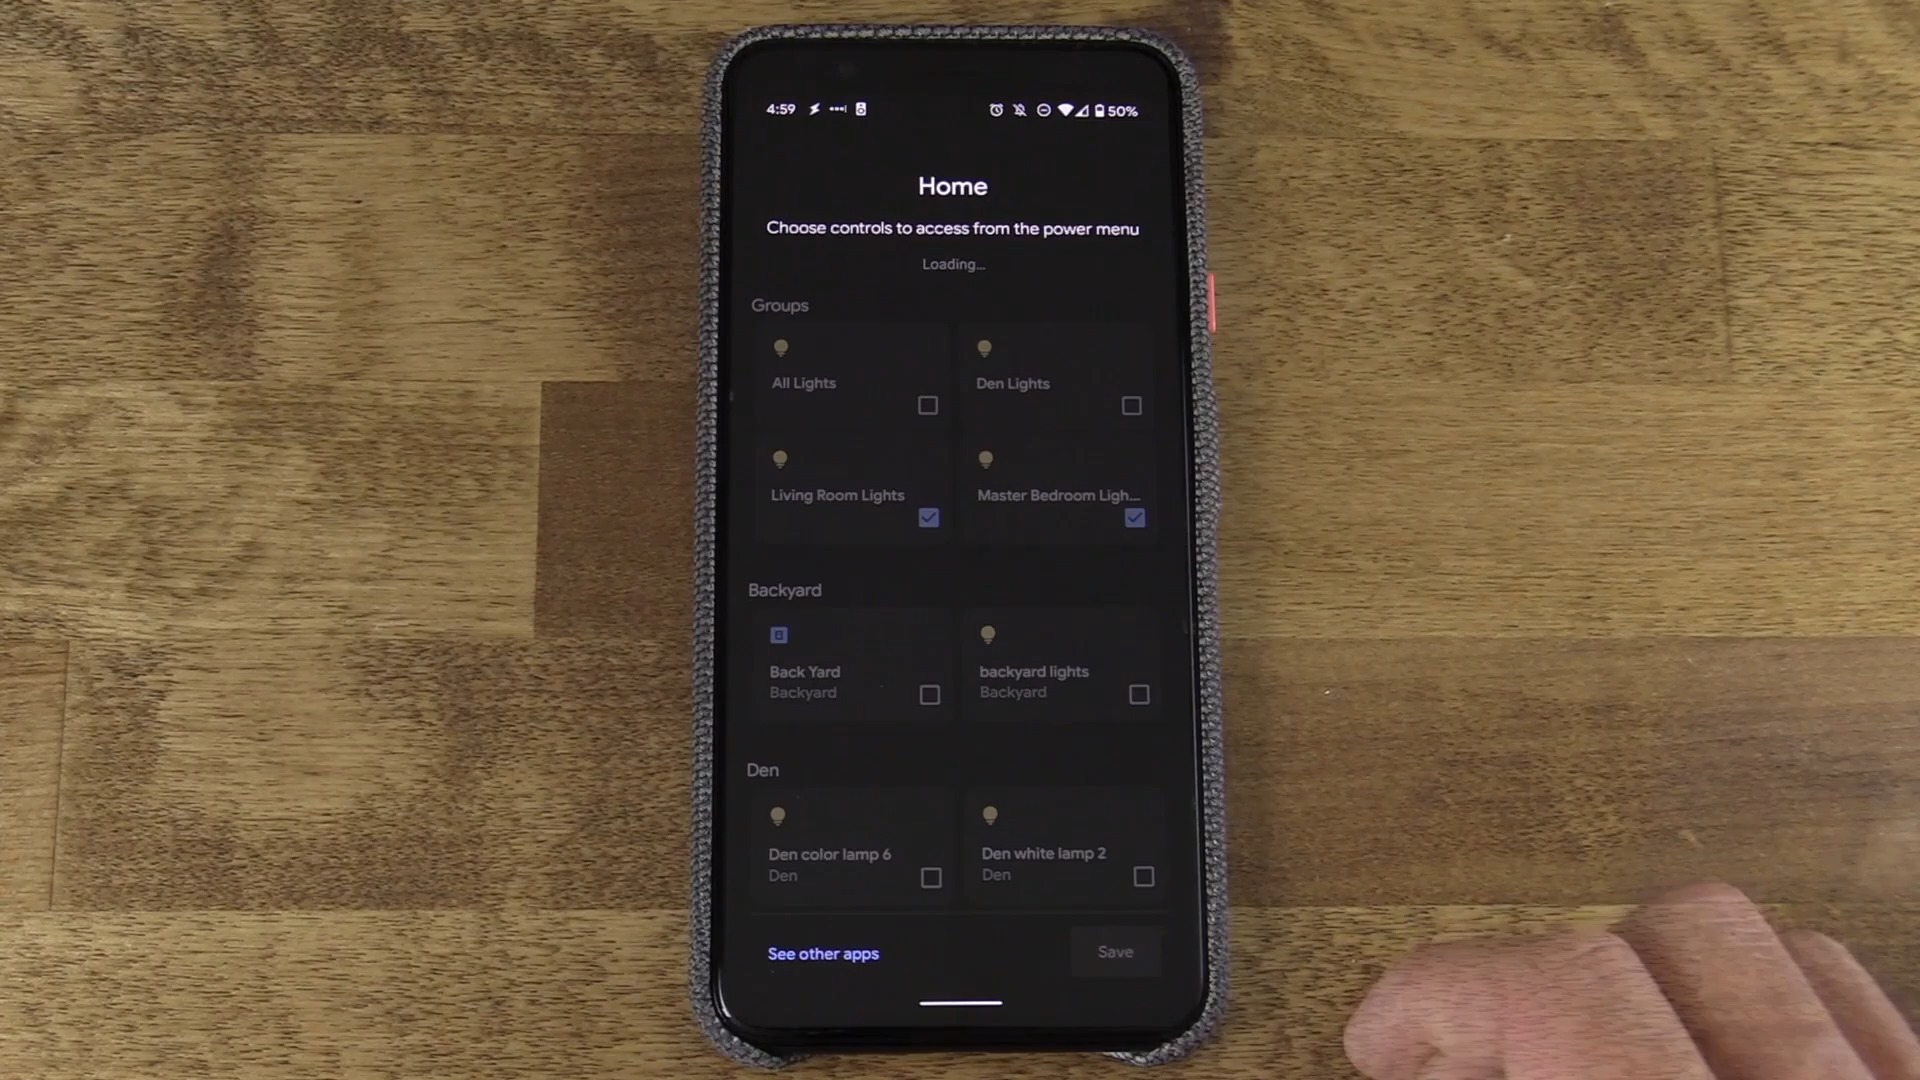 4:59
50%
Home
Choose controls to access from the power menu
Loading...
Groups
All Lights
Den Lights
Living Room Lights
Master Bedroom Ligh...
Backyard
Back Yard
Backyard
backyard lights
Backyard
Den
Den color lamp 6
Den
Den white lamp 2
Den
See other apps
Save